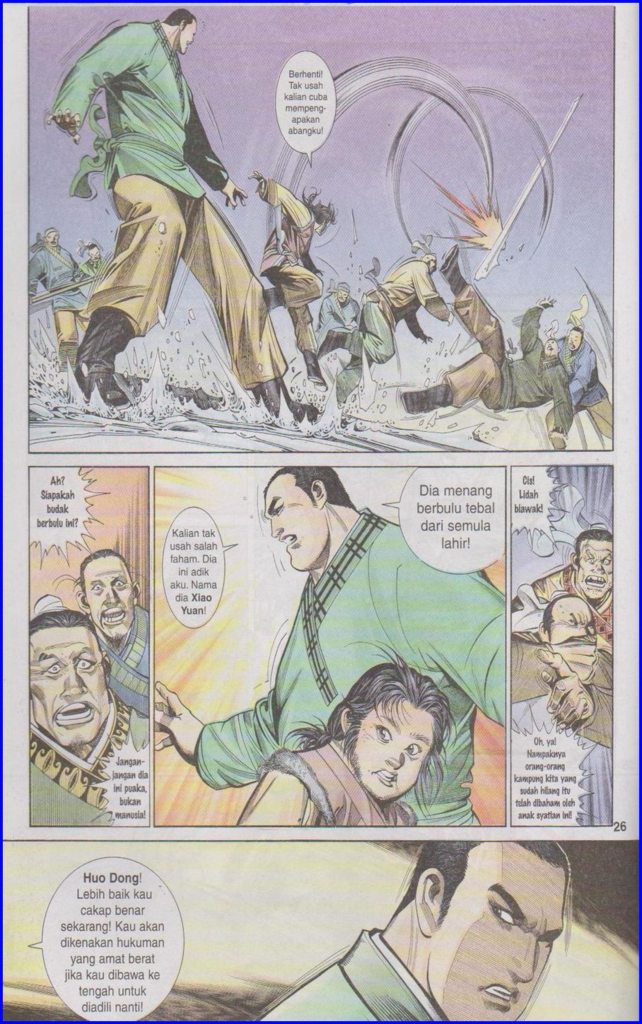 Berhenti!
Tak usah
kalian cuba
mempeng-
apakan
abangku!
Ah?
Siapakah
budak
berbulu ini?
Jangan-
jangan dia
ini puaka,
bukan
manusia!
Kalian tak
usah salah
faham. Dia
ini adik
aku. Nama
dia Xiao
Yuan!
Dia menang
berbulu tebal
dari semula
lahir!
Cis!
Lidah
biawak!
Oh, ya!
Nampaknya
orang-orang
kampung kita yang
sudah hilang itu
telah dibaham oleh
anak syaitan ini!
26
Huo Dong!
Lebih baik kau
cakap benar
sekarang! Kau akan
dikenakan hukuman
yang amat berat
jika kau dibawa ke
tengah untuk
diadili nanti!